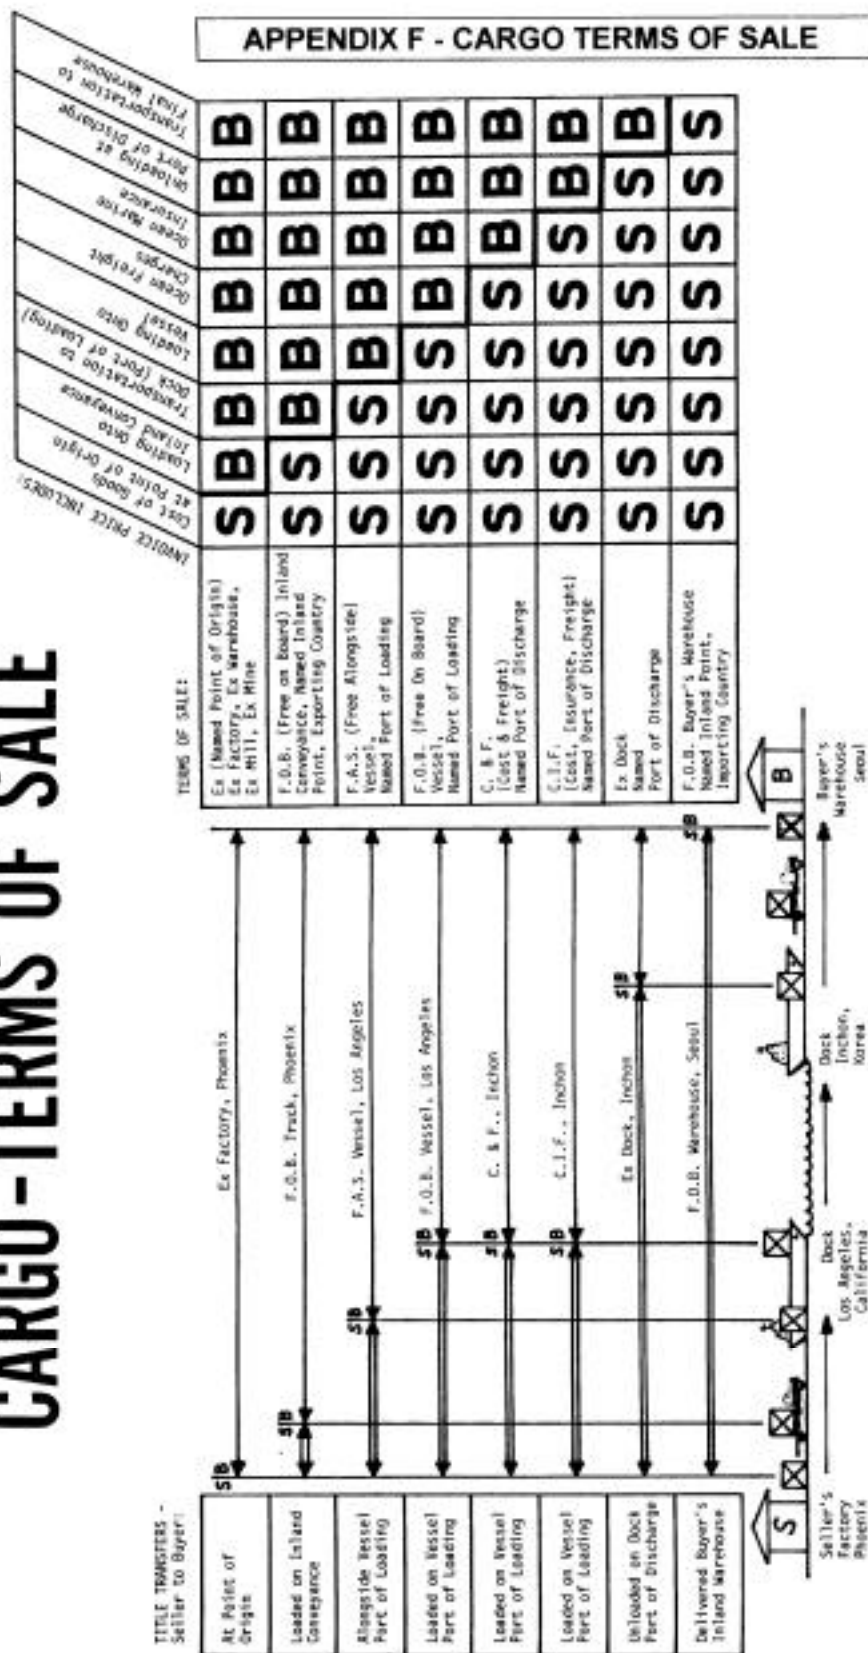 APPENDIX F - CARGO TERMS OF SALE
CARGO-TERMS OF SALE
TITLE TRANSFERS -
Seller to Buyer:
At Point of
Origin
Loaded on Inland
Conveyance
Alongside Vessel
Port of Loading
Loaded on Vessel
Port of Loading
Loaded on Vessel
Port of Loading
Loaded on Vessel
Port of Loading
Unloaded on Dock
Port of Discharge
Delivered Buyer's
Inland Warehouse
S B
Ex Factory, Phoenix
S B
F.O.B. Truck, Phoenix
S B
F.A.S. Vessel, Los Angeles
S B
F.O.B. Vessel, Los Angeles
S B
C. & F., Inchon
S B
C.I.F., Inchon
S B
Ex Dock, Inchon
S B
F.O.B. Warehouse, Seoul
S
Seller's
Factory
Phoenix
Dock
Los Angeles,
California
Dock
Inchon,
Korea
B
Buyer's
Warehouse
Seoul
TERMS OF SALE:
INVOICE PRICE INCLUDES:
Cost of Goods
at Point of Origin
Loading Onto
Inland Conveyance
Transportation to
Dock (Port of Loading)
Loading Onto
Vessel
Ocean Freight
Charges
Ocean Marine
Insurance
Unloading at
Port of Discharge
Transportation to
Final Warehouse
Ex (Named Point of Origin)
Ex Factory, Ex Warehouse,
Ex Mill, Ex Mine
S B B B B B B B
F.O.B. (Free on Board) Inland
Conveyance, Named Inland
Point, Exporting Country
S S B B B B B B
F.A.S. (Free Alongside)
Vessel,
Named Port of Loading
S S S B B B B B
F.O.B. (Free On Board)
Vessel,
Named Port of Loading
S S S S B B B B
C. & F.
(Cost & Freight)
Named Port of Discharge
S S S S S B B B
C.I.F.
(Cost, Insurance, Freight)
Named Port of Discharge
S S S S S S B B
Ex Dock
Named
Port of Discharge
S S S S S S S B
F.O.B. Buyer's Warehouse
Named Inland Point,
Importing Country
S S S S S S S S